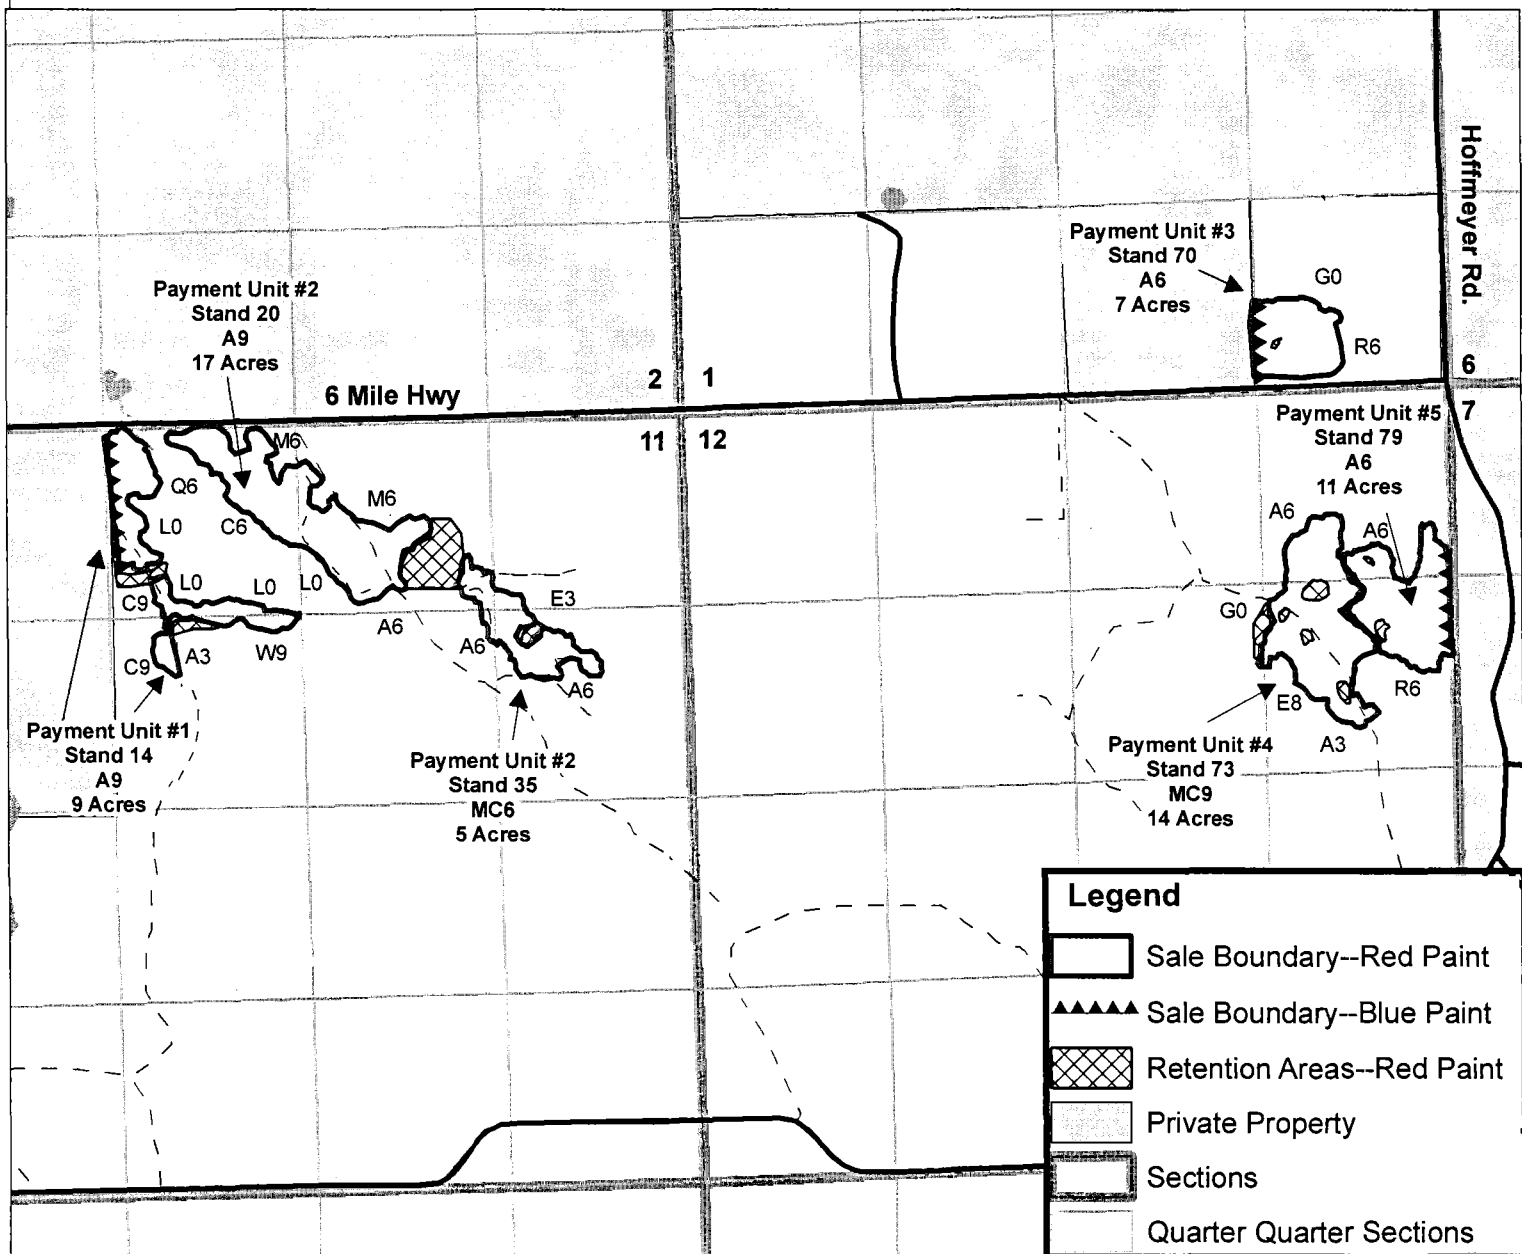 Hoffmeyer Rd.
Payment Unit #3
Stand 70
A6
7 Acres
G0
R6
Payment Unit #2
Stand 20
A9
17 Acres
6 Mile Hwy
2
1
6
11
12
7
Payment Unit #5
Stand 79
A6
11 Acres
M6
Q6
M6
L0
C6
A6
A6
L0
L0
L0
C9
E3
G0
A6
A6
C9
A3
W9
A6
R6
E8
A3
Payment Unit #1
Stand 14
A9
9 Acres
Payment Unit #2
Stand 35
MC6
5 Acres
Payment Unit #4
Stand 73
MC9
14 Acres
Legend
Sale Boundary--Red Paint
Sale Boundary--Blue Paint
Retention Areas--Red Paint
Private Property
Sections
Quarter Quarter Sections